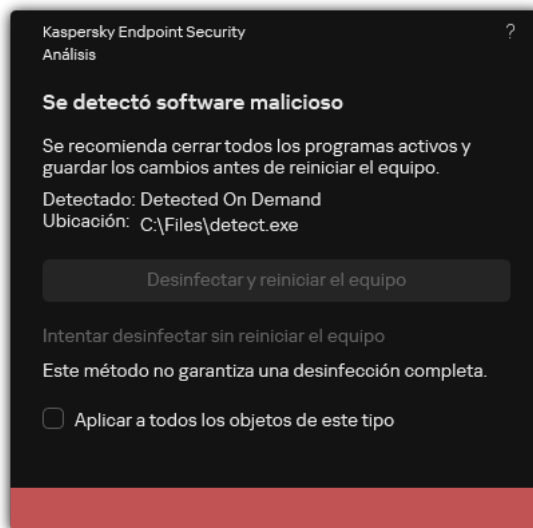 Kaspersky Endpoint Security
?
Análisis
Se detectó software malicioso
Se recomienda cerrar todos los programas activos y
guardar los cambios antes de reiniciar el equipo.
Detectado: Detected On Demand
Ubicación: C:\Files\detect.exe
Desinfectar y reiniciar el equipo
Intentar desinfectar sin reiniciar el equipo
Este método no garantiza una desinfección completa.
Aplicar a todos los objetos de este tipo